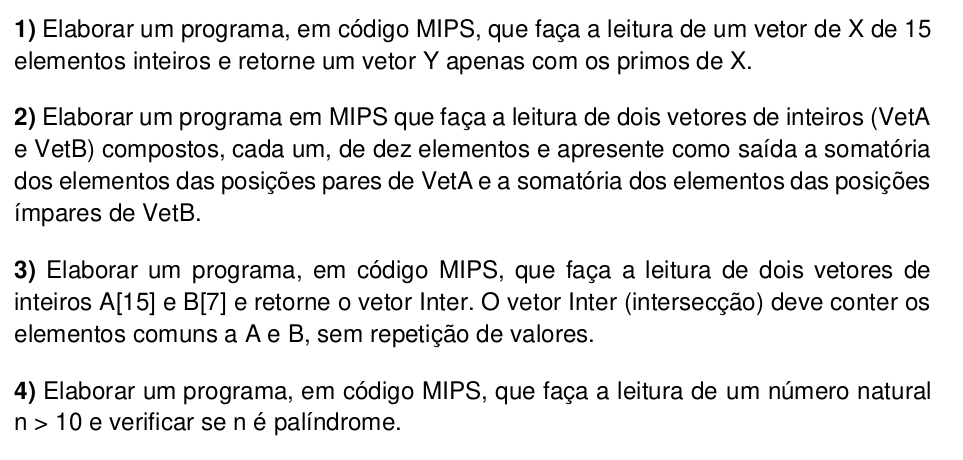 1) Elaborar um programa, em código MIPS, que faça a leitura de um vetor de X de 15
elementos inteiros e retorne um vetor Y apenas com os primos de X.
2) Elaborar um programa em MIPS que faça a leitura de dois vetores de inteiros (VetA
e VetB) compostos, cada um, de dez elementos e apresente como saída a somatória
dos elementos das posições pares de VetA e a somatória dos elementos das posições
ímpares de VetB.
3) Elaborar um programa, em código MIPS, que faça a leitura de dois vetores de
inteiros A[15] e B[7] e retorne o vetor Inter. O vetor Inter (intersecção) deve conter os
elementos comuns a A e B, sem repetição de valores.
4) Elaborar um programa, em código MIPS, que faça a leitura de um número natural
n > 10 e verificar se n é palíndrome.